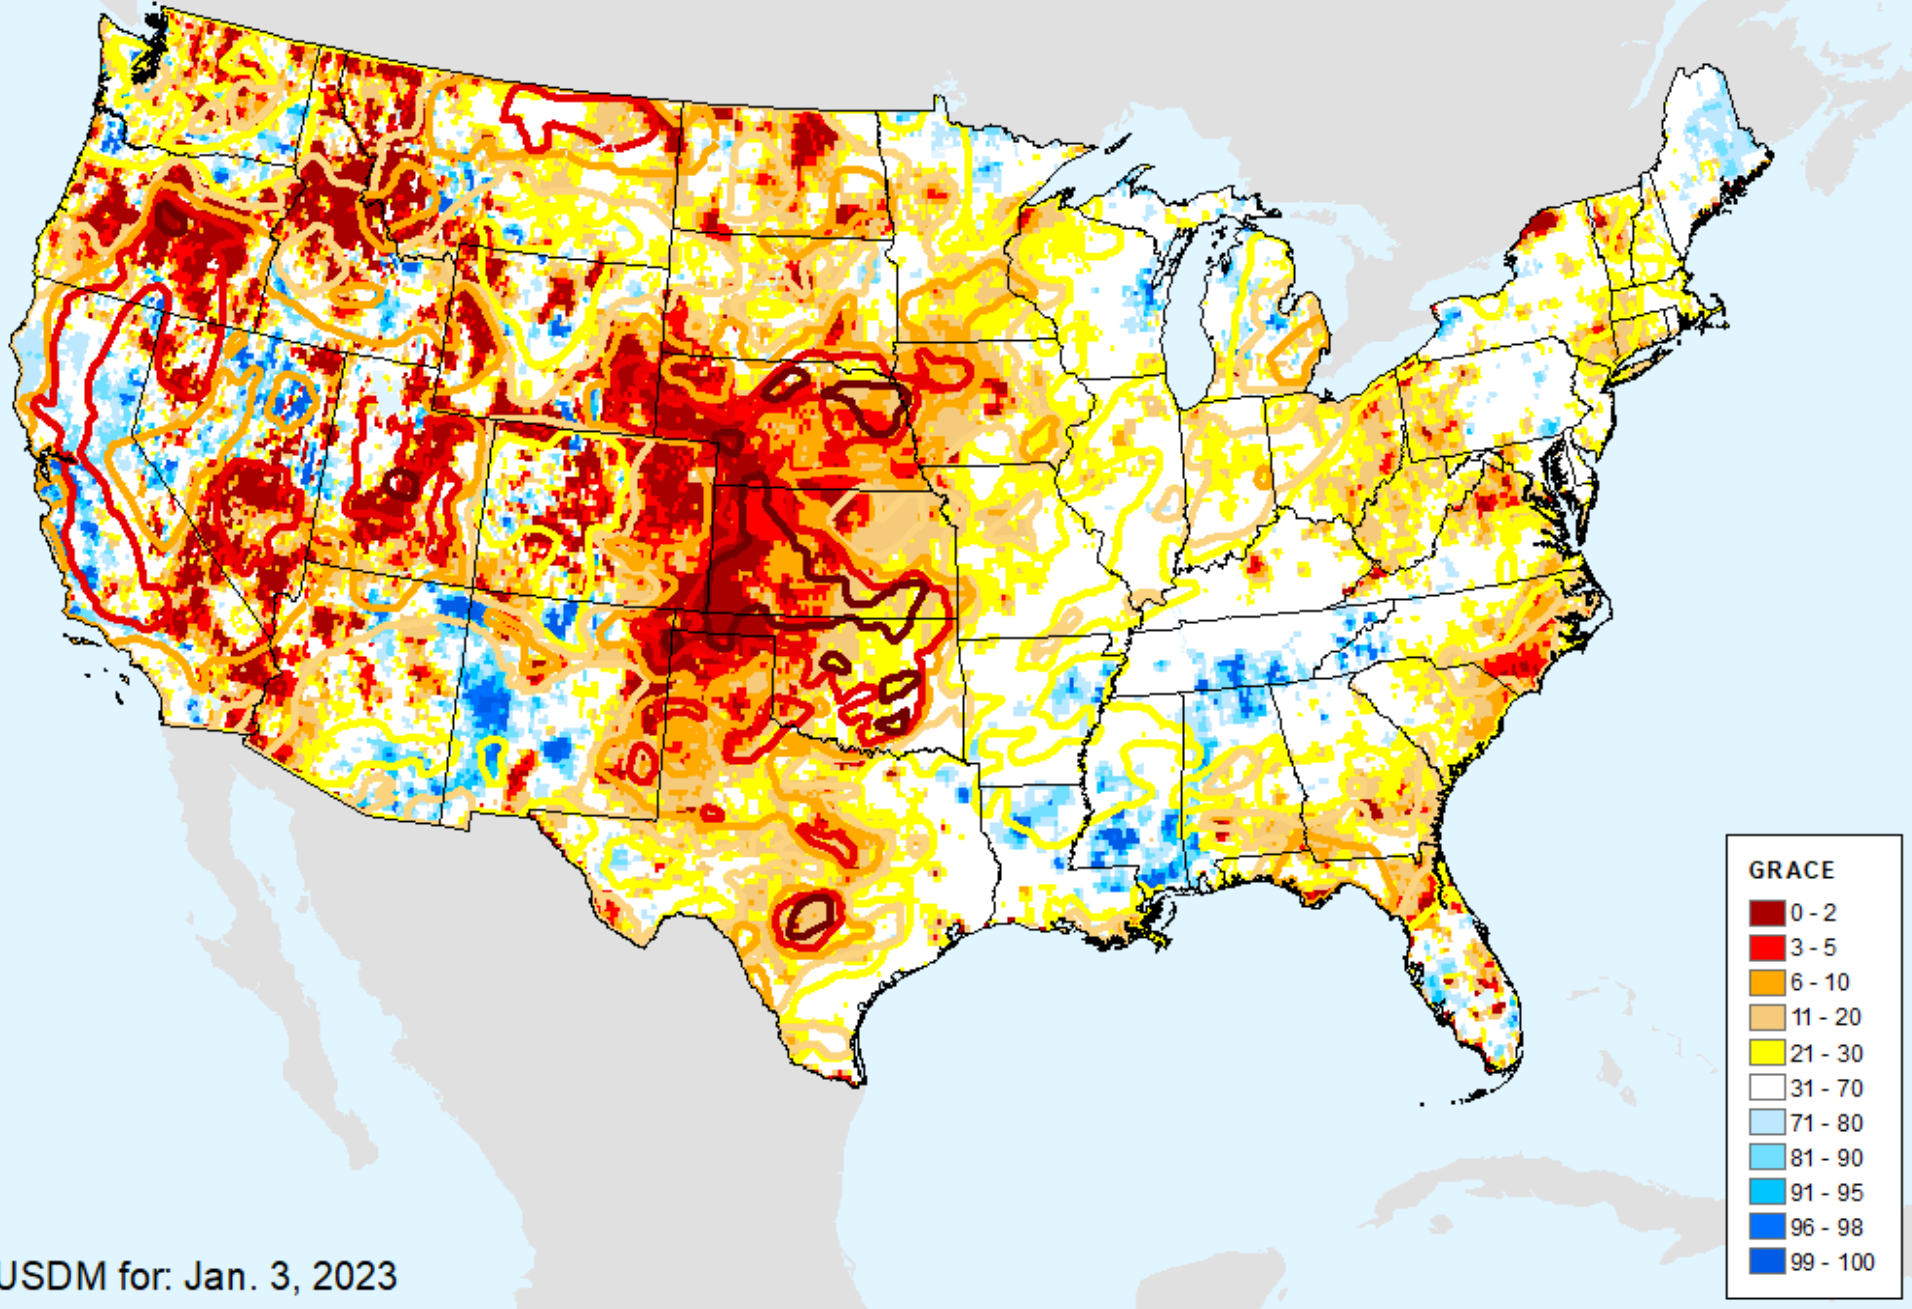 GRACE
0 - 2
3 - 5
6 - 10
11 - 20
21 - 30
31 - 70
71 - 80
81 - 90
91 - 95
96 - 98
99 - 100
USDM for: Jan. 3, 2023